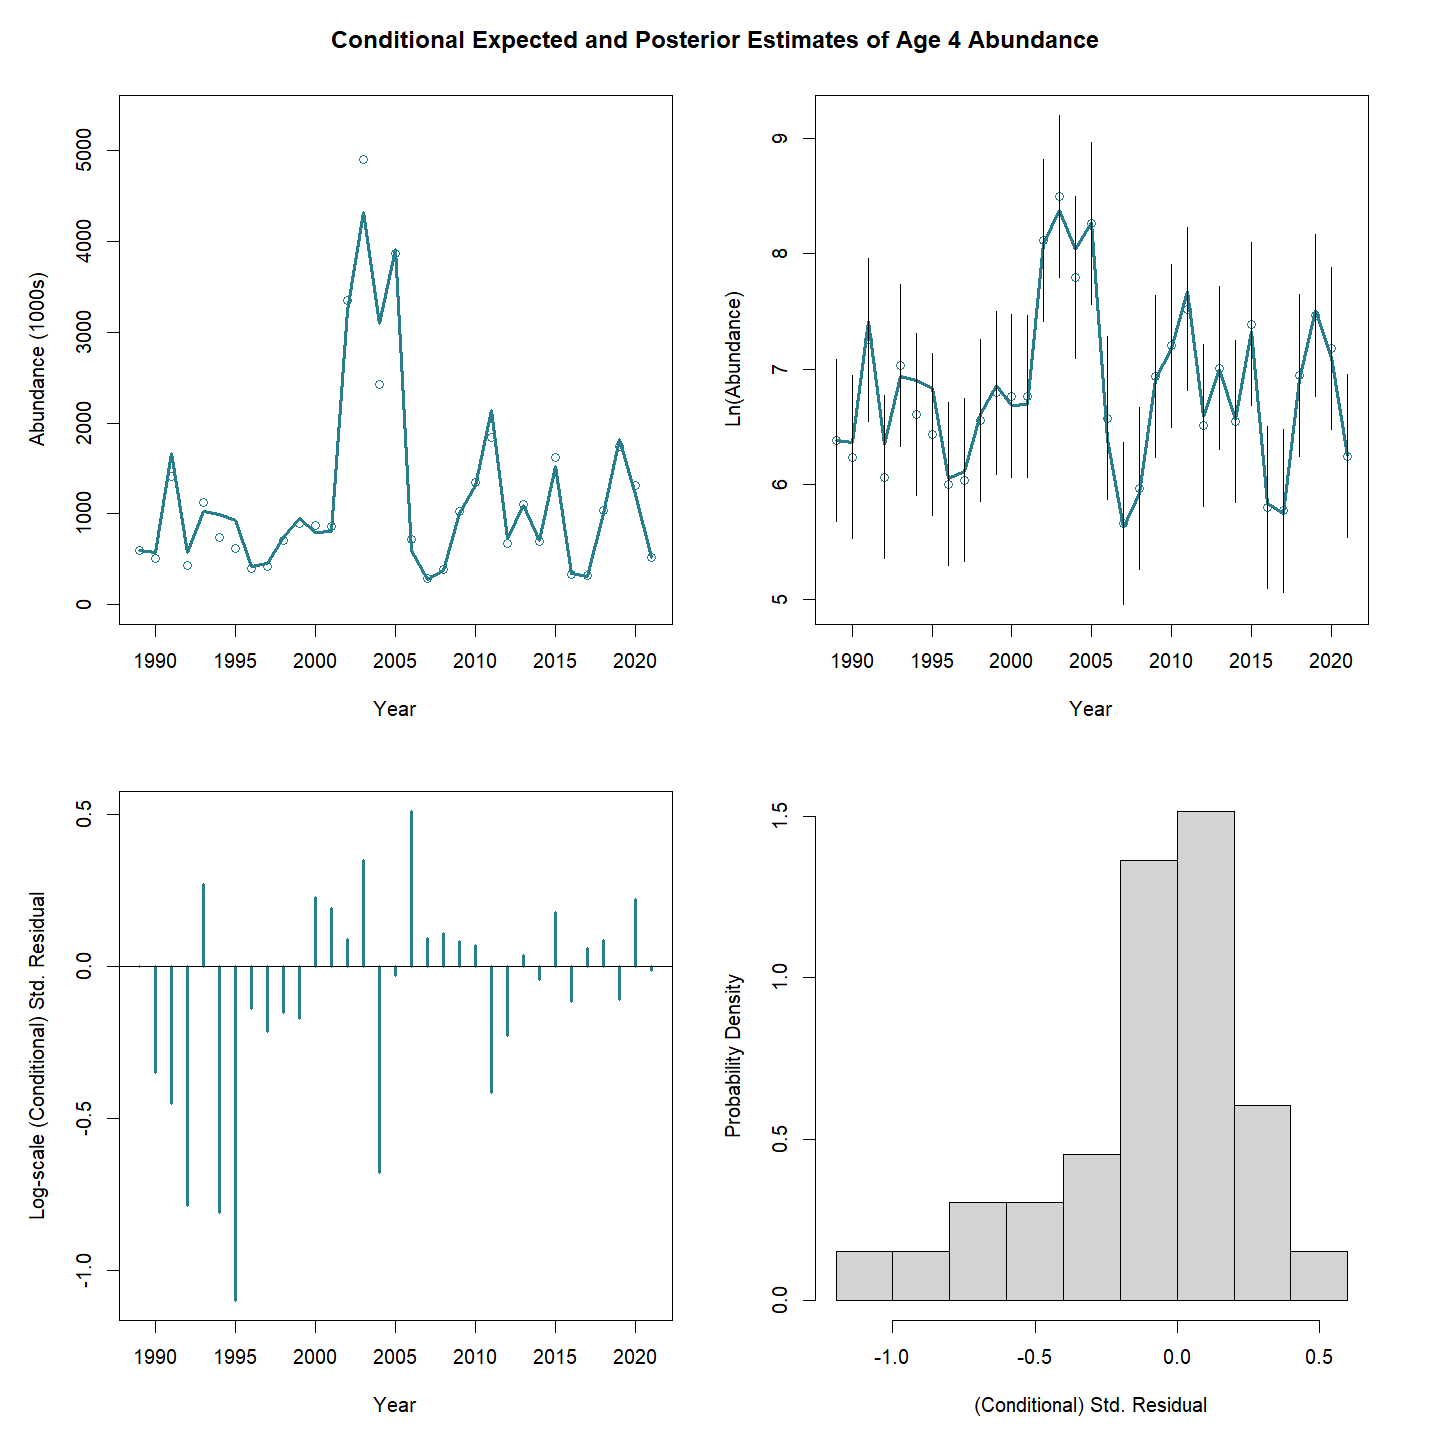 Conditional Expected and Posterior Estimates of Age 4 Abundance
Abundance (1000s)
5000
4000
3000
2000
1000
0
1990 1995 2000 2005 2010 2015 2020
Year
Ln(Abundance)
9
8
7
6
5
1990 1995 2000 2005 2010 2015 2020
Year
Log-scale (Conditional) Std. Residual
0.5
0.0
-0.5
-1.0
1990 1995 2000 2005 2010 2015 2020
Year
Probability Density
1.5
1.0
0.5
0.0
-1.0 -0.5 0.0 0.5
(Conditional) Std. Residual